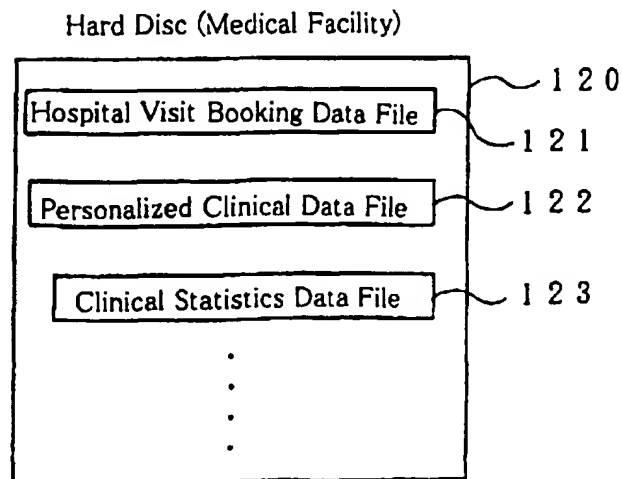 Hard Disc (Medical Facility)
120
Hospital Visit Booking Data File
121
Personalized Clinical Data File
122
Clinical Statistics Data File
123